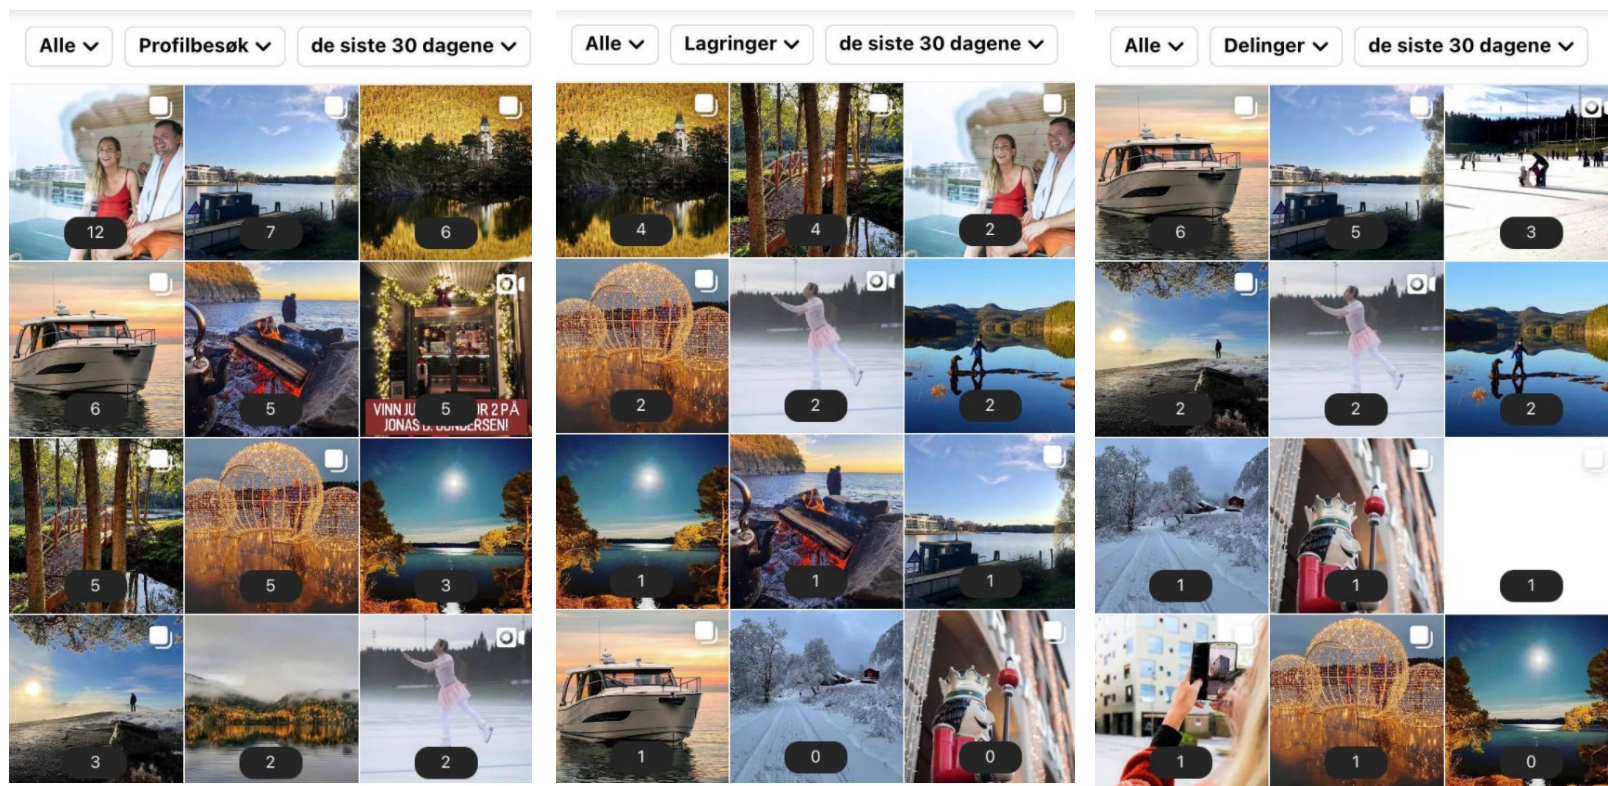 Alle Profilbesøk de siste 30 dagene
12 7 6
6 5 5
VINN JU OR 2 PÅ
JONAS B. GUNDERSEN!
5 5 3
3 2 2
Alle Lagringer de siste 30 dagene
4 4 2
2 2 2
1 1 1
1 0 0
Alle Delinger de siste 30 dagene
6 5 3
2 2 2
1 1 1
1 1 0